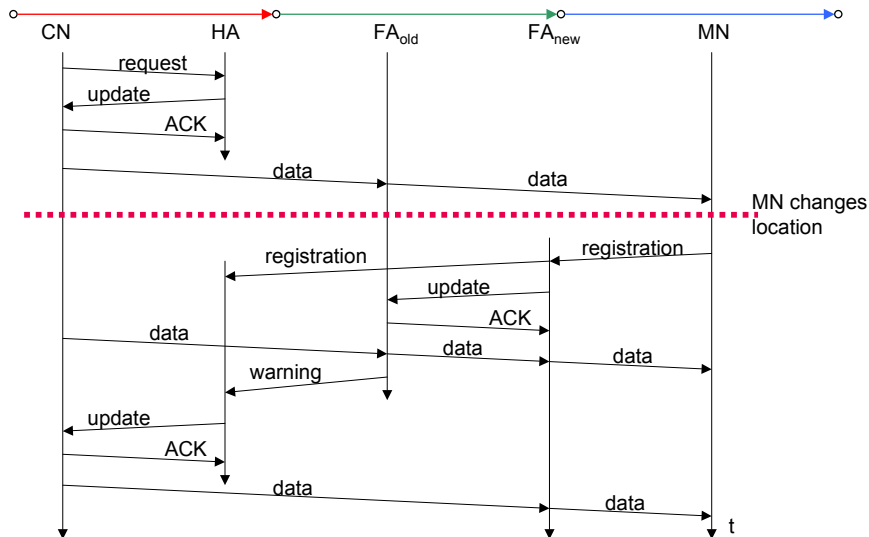 CN HA FAold FAnew MN
request
update
ACK
data data
MN changes
location
registration registration
update
ACK
data data data
warning
update
ACK
data data
t